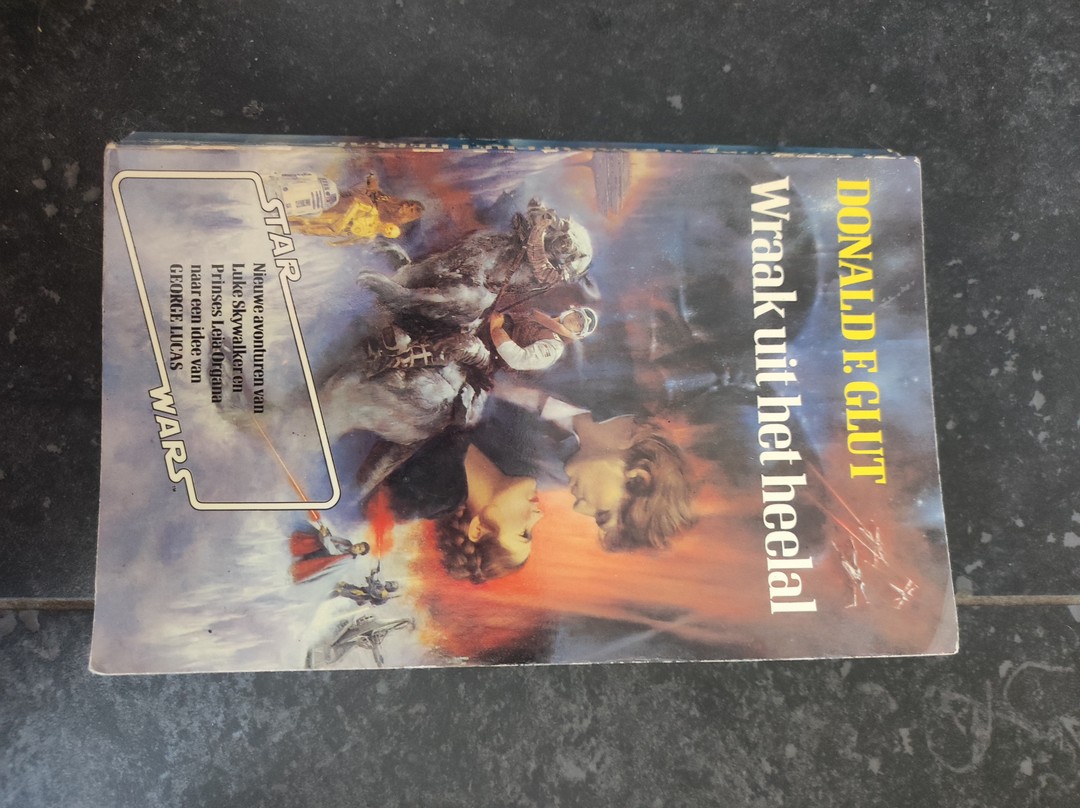 DONALD F. GLUT
Wraak uit het heelal
STAR
Nieuwe avonturen van
Luke Skywalker en
Prinses Leia Organa
naar een idee van
GEORGE LUCAS
WARS